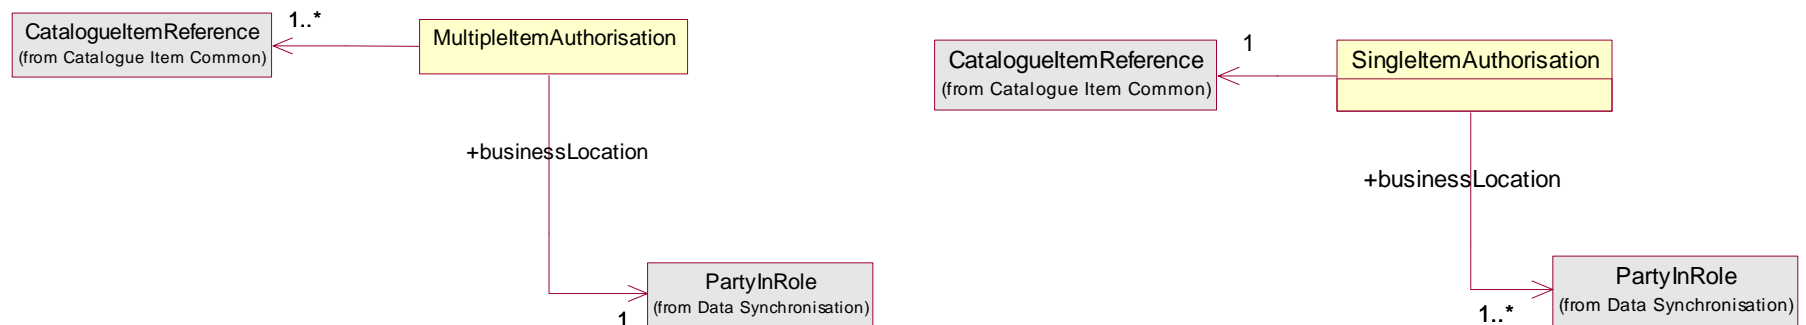 1..*
CatalogueItemReference
(from Catalogue Item Common)
MultipleItemAuthorisation
+businessLocation
PartyInRole
(from Data Synchronisation)
1
1
CatalogueItemReference
(from Catalogue Item Common)
SingleItemAuthorisation
+businessLocation
PartyInRole
(from Data Synchronisation)
1..*